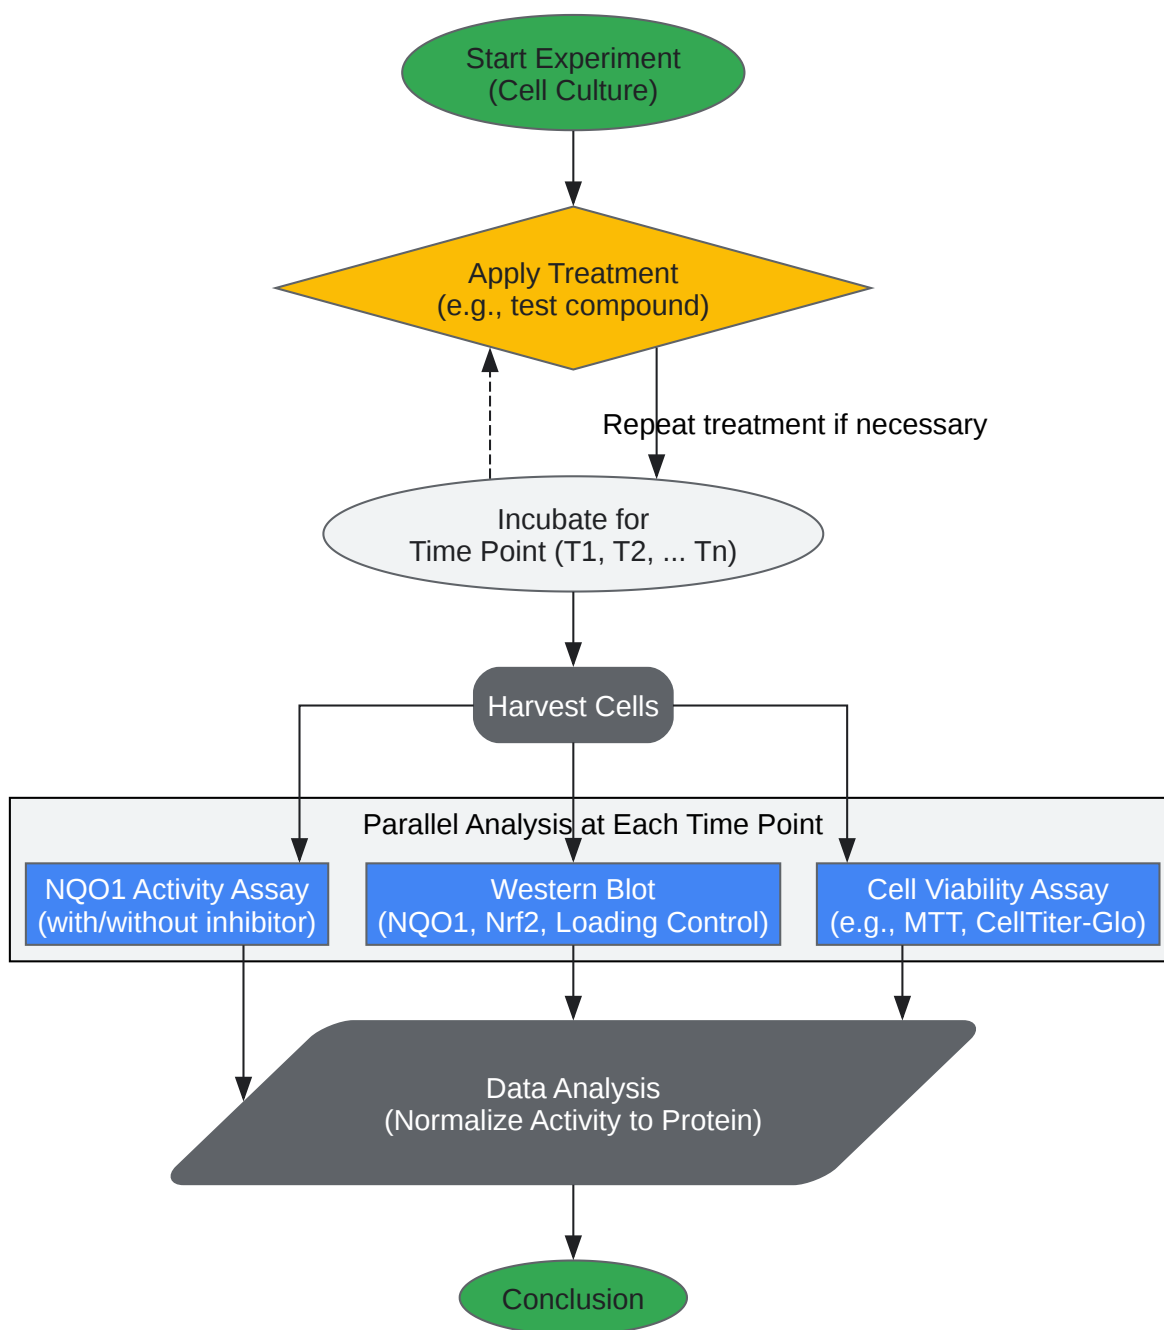 Start Experiment
(Cell Culture)
Apply Treatment
(e.g., test compound)
Repeat treatment if necessary
Incubate for
Time Point (T1, T2, ... Tn)
Harvest Cells
Parallel Analysis at Each Time Point
NQO1 Activity Assay
(with/without inhibitor)
Western Blot
(NQO1, Nrf2, Loading Control)
Cell Viability Assay
(e.g., MTT, CellTiter-Glo)
Data Analysis
(Normalize Activity to Protein)
Conclusion